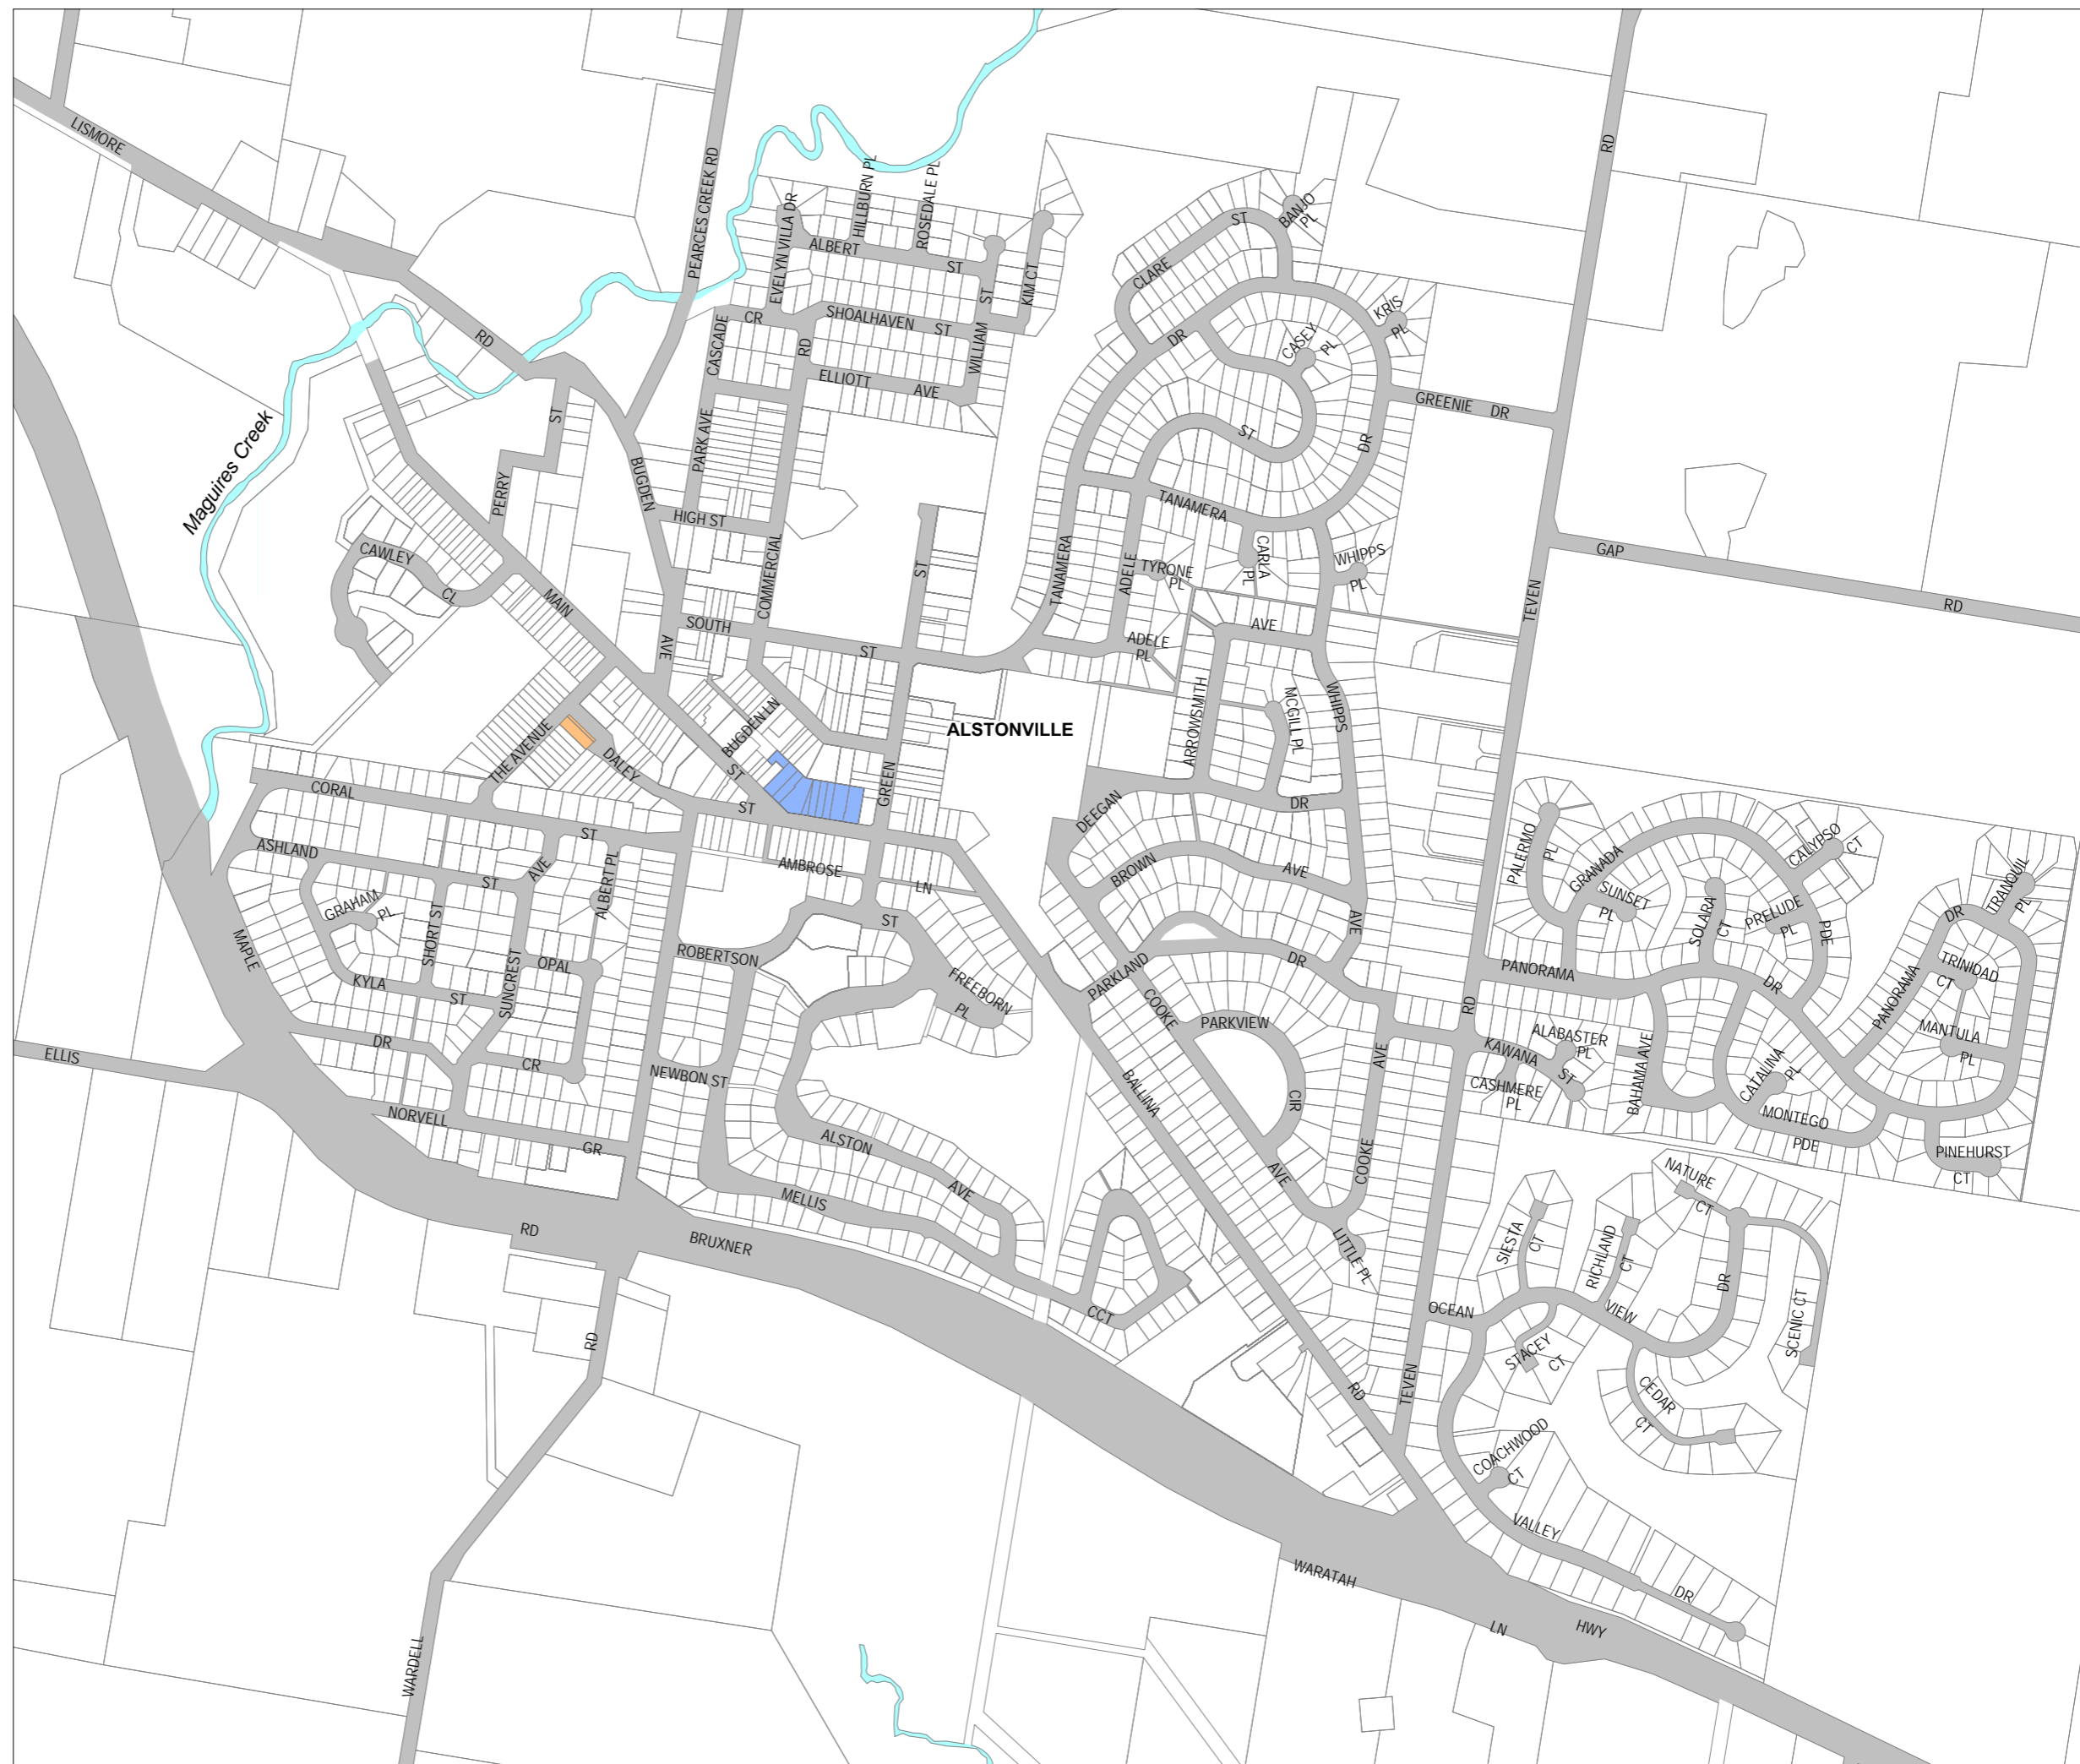 LISMORE
RD
PEARCES CREEK RD
HILLBURN PL
ROSEDALE PL
EVELYN VILLA DR
ALBERT
ST
KIM CT
ST
BANJO
PL
CLARE
ST
RD
CR
SHOALHAVEN
ST
WILLIAM
CASCADE
RD
ELLIOTT
AVE
DR
CASEY
PL
KRIS
PL
GREENIE DR
RD
Maguires Creek
ST
PERRY
BUGDEN
PARK AVE
HIGH ST
COMMERCIAL
ST
DR
TANAMERA
CAWLEY
CL
MAIN
SOUTH
ST
AVE
ST
TANAMERA
ADELE
TYRONE
PL
CARLA
PL
WHIPPS
PL
GAP
RD
TEVEN
ADELE
PL
AVE
ARROWSMITH
MCGILL PL
WHIPPS
ALSTONVILLE
BUGDEN LN
THE AVENUE
DALEY
ST
ST
GREEN
CORAL
ST
DEEGAN
DR
ASHLAND
ST
AVE
ALBERT PL
AMBROSE
LN
BROWN
AVE
AVE
PALERMO
PL
GRANADA
SUNSET
PL
CALYPSO
CT
SOLARA
CT
PRELUDE
PL
PDE
TRANQUIL
PL
DR
GRAHAM
PL
SHORT ST
SUNCREST
OPAL
MAPLE
KYLA
ST
ROBERTSON
ST
FREEBORN
PL
PARKLAND
DR
COOKE
PARKVIEW
CIR
PANORAMA
DR
PANORAMA
TRINIDAD
CT
MANTULA
PL
RD
KAWANA
ST
ALABASTER
PL
CASHMERE
PL
BAHAMA AVE
CATALINA
PL
MONTEGO
PDE
PINEHURST
CT
ELLIS
DR
CR
NEWBON ST
NORVELL
GR
BALLINA
AVE
COOKE
AVE
ALSTON
AVE
MELLIS
CCT
LITTLE PL
RD
BRUXNER
RD
WARDELL
NATURE
CT
SIESTA
CT
RICHLAND
CT
DR
SCENIC CT
OCEAN
VIEW
STACEY
CT
CEDAR
CT
TEVEN
RD
COACHWOOD
CT
VALLEY
DR
WARATAH
LN
HWY